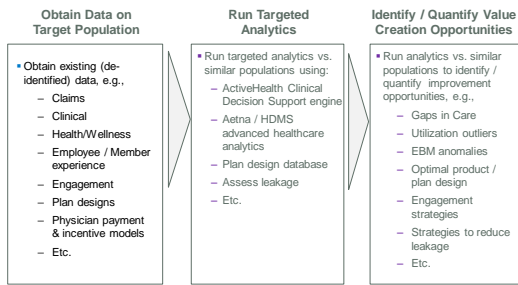 Obtain Data on
Target Population
▪ Obtain existing (de-
identified) data, e.g.,
– Claims
– Clinical
– Health/Wellness
– Employee / Member
experience
– Engagement
– Plan designs
– Physician payment
& incentive models
– Etc.
Run Targeted
Analytics
▪ Run targeted analytics vs.
similar populations using:
– ActiveHealth Clinical
Decision Support engine
– Aetna / HDMS
advanced healthcare
analytics
– Plan design database
– Assess leakage
– Etc.
Identify / Quantify Value
Creation Opportunities
▪ Run analytics vs. similar
populations to identify /
quantify improvement
opportunities, e.g.,
– Gaps in Care
– Utilization outliers
– EBM anomalies
– Optimal product /
plan design
– Engagement
strategies
– Strategies to reduce
leakage
– Etc.